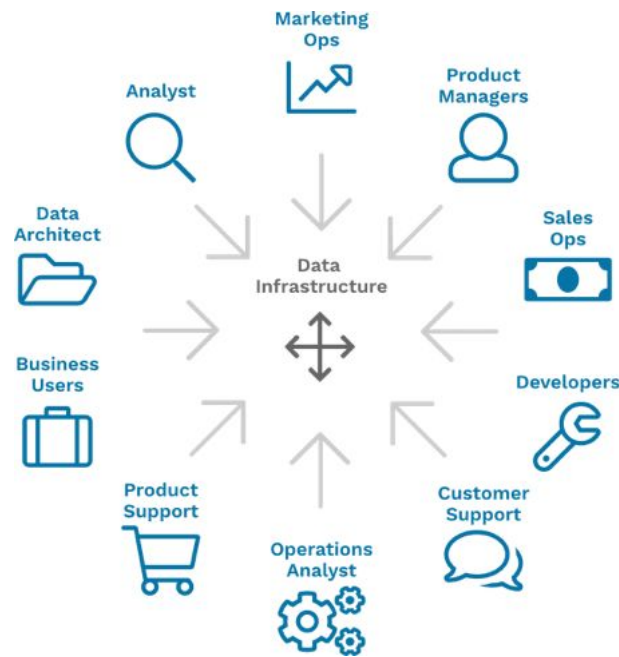 Marketing
Ops
Product
Managers
Analyst
Sales
Ops
Data
Architect
Data
Infrastructure
Business
Users
Developers
Product
Support
Customer
Support
Operations
Analyst